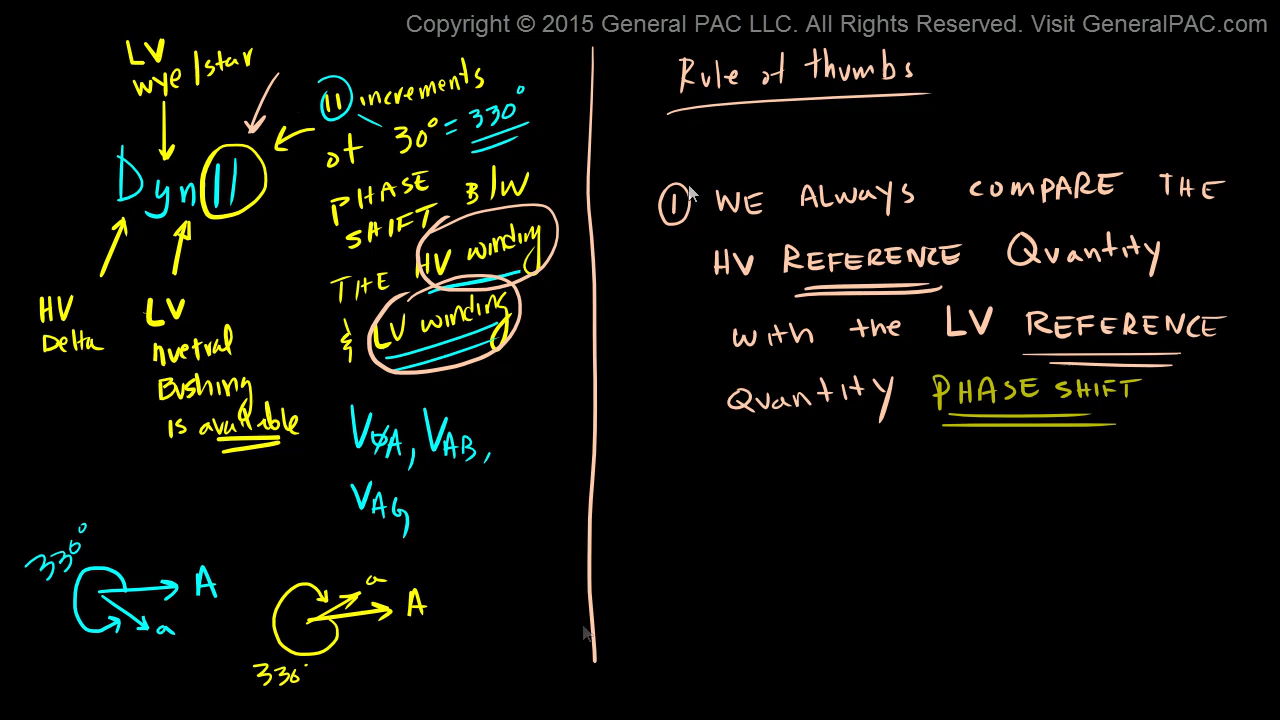 Copyright © 2015 General PAC LLC. All Rights Reserved. Visit GeneralPAC.com
LV
wye/star
Dyn11
HV
Delta
LV
nuetral
Bushing
is available
11 increments
of 30° = 330°
PHASE
SHIFT B/W
THE HV winding
& LV winding
VØA, VAB,
VAG
330°
A
a
a
A
330°
Rule of thumbs
1 WE ALWAYS COMPARE THE
HV REFERENCE Quantity
with the LV REFERENCE
Quantity PHASE SHIFT